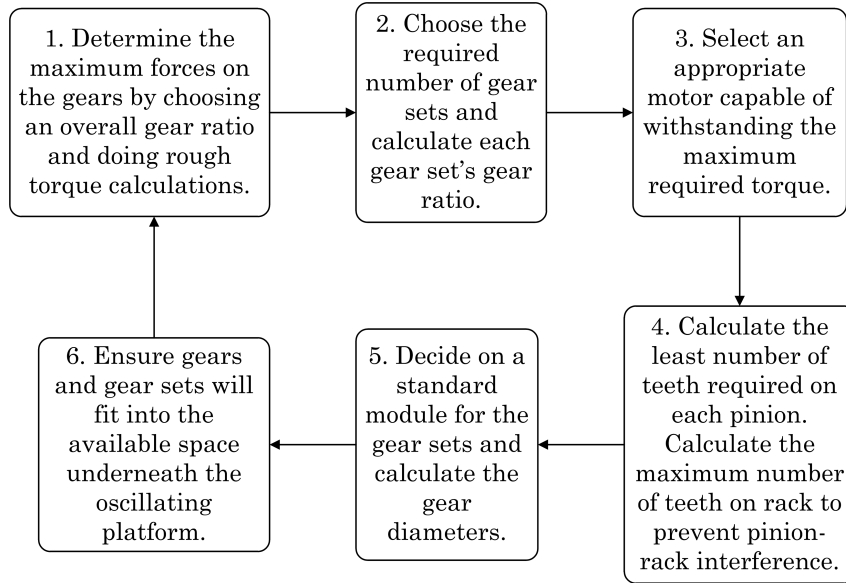 1. Determine the
maximum forces on
the gears by choosing
an overall gear ratio
and doing rough
torque calculations.
2. Choose the
required
number of gear
sets and
calculate each
gear set's gear
ratio.
3. Select an
appropriate
motor capable of
withstanding the
maximum
required torque.
4. Calculate the
least number of
teeth required on
each pinion.
Calculate the
maximum number
of teeth on rack to
prevent pinion-
rack interference.
5. Decide on a
standard
module for the
gear sets and
calculate the
gear
diameters.
6. Ensure gears
and gear sets will
fit into the
available space
underneath the
oscillating
platform.